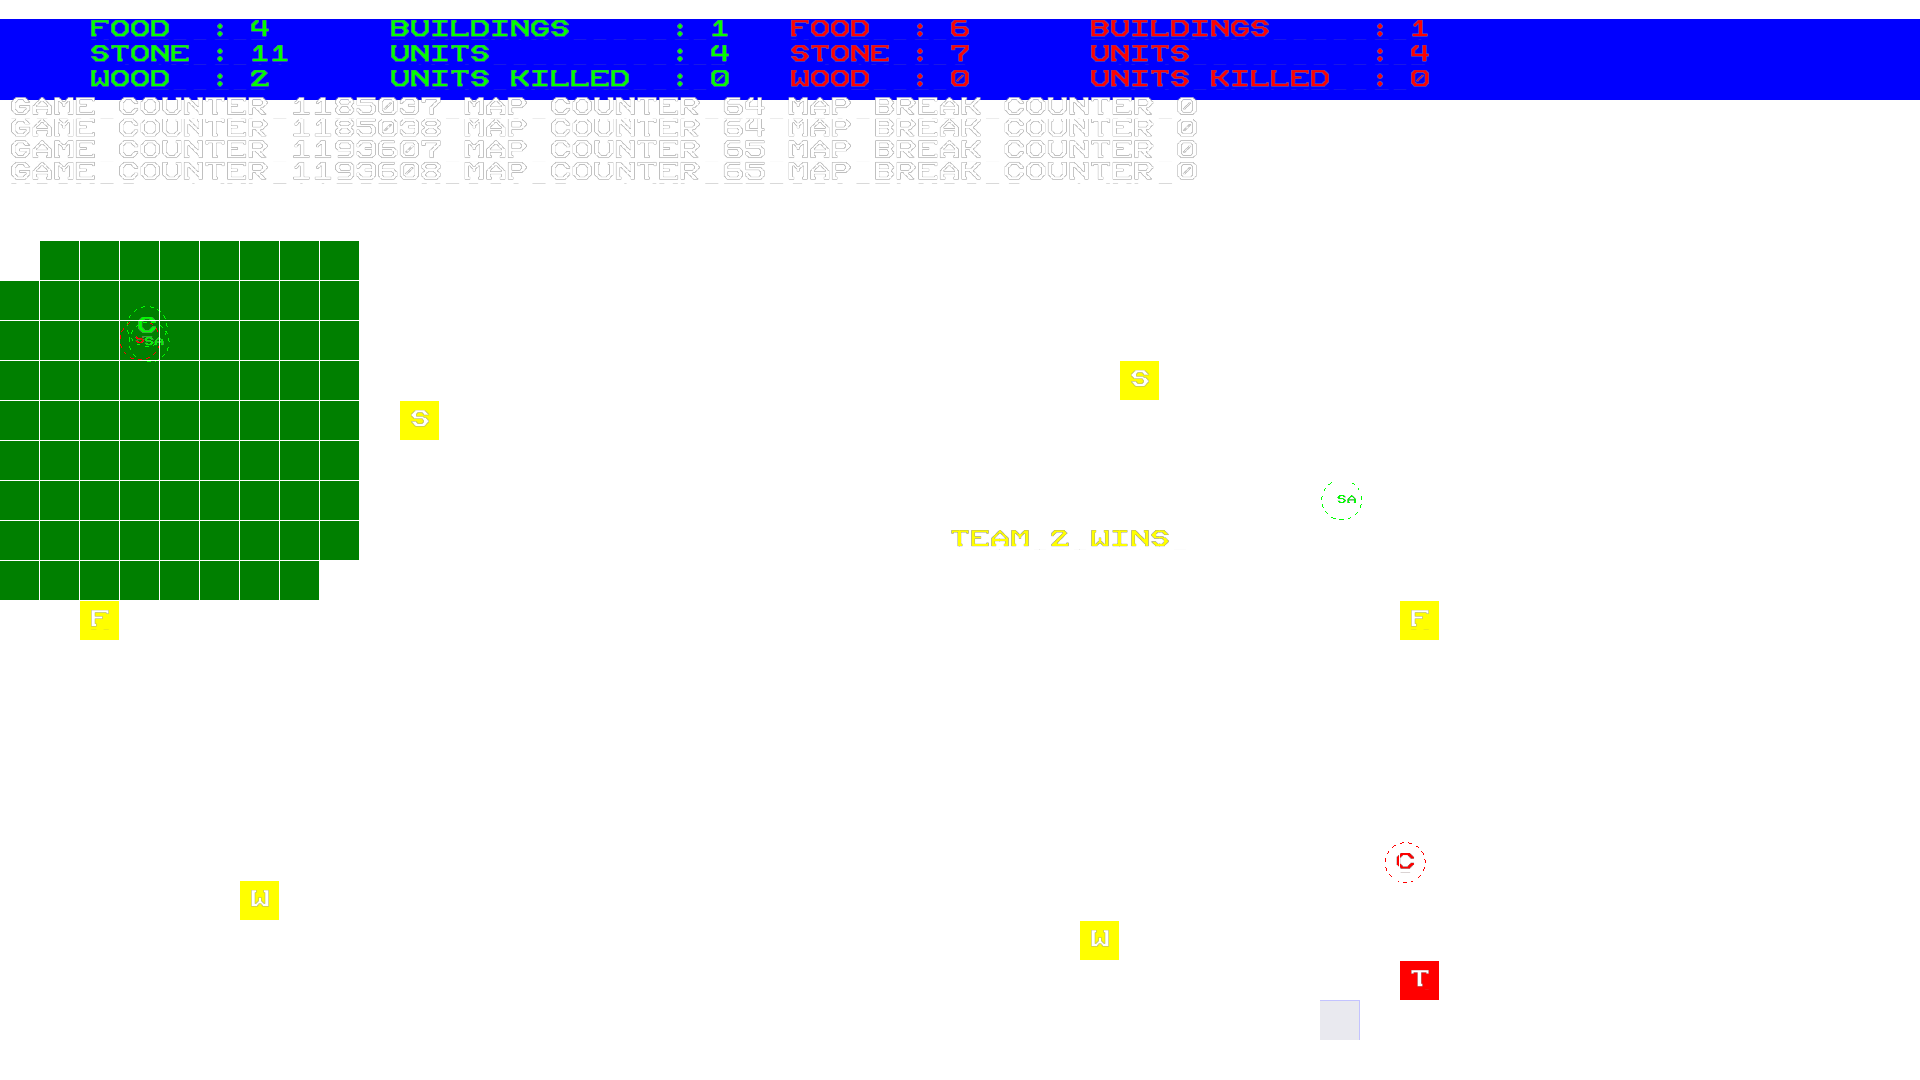 FOOD : 4 BUILDINGS : 1 FOOD : 6 BUILDINGS : 1
STONE : 11 UNITS : 4 STONE : 7 UNITS : 4
WOOD : 2 UNITS KILLED : 0 WOOD : 0 UNITS KILLED : 0
GAME COUNTER 1185037 MAP COUNTER 64 MAP BREAK COUNTER 0
GAME COUNTER 1185038 MAP COUNTER 64 MAP BREAK COUNTER 0
GAME COUNTER 1193607 MAP COUNTER 65 MAP BREAK COUNTER 0
GAME COUNTER 1193608 MAP COUNTER 65 MAP BREAK COUNTER 0
C
SA
S
S
SA
TEAM 2 WINS
F
F
C
W
W
T